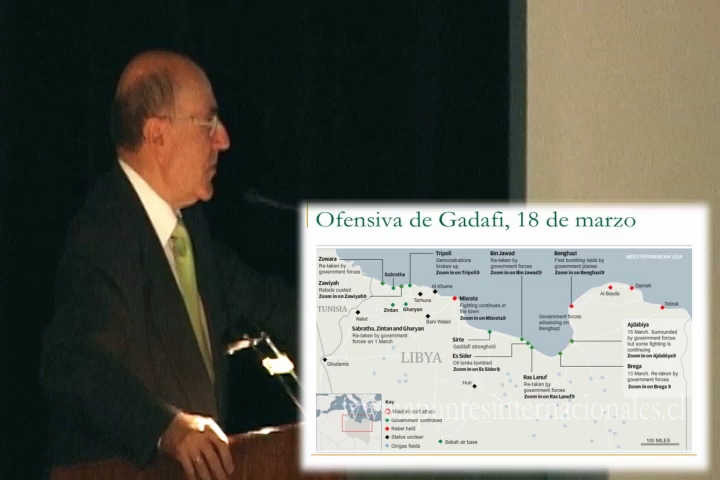 Ofensiva de Gadafi, 18 de marzo
MEDITERRANEAN SEA
Zuwara
Re-taken by
government forces
Zawiyah
Rebels ousted
Zoom in on Zawiyah
Sabratha
Tripoli
Demonstrations
broken up
Zoom in on Tripoli
Bin Jawad
Re-taken by
government forces
Zoom in on Bin Jawad
Benghazi
First bombing raids by
government planes
Zoom in on Benghazi
TUNISIA
Nalut
Zintan
Gharyan
Tarhuna
Al Khums
Bani Walid
Misrata
Fighting continues in
the town
Zoom in on Misrata
Al Bayda
Darnah
Tobruk
Government forces
advancing on
Benghazi
Sabratha, Zintan and Gharyan
Re-taken by government
forces on 1 March
Sirte
Gaddafi stronghold
Es Sider
Oil tanks bombed
Zoom in on Es Sider
Ajdabiya
15 March Surrounded
by government forces
but some fighting is
continuing
Zoom in on Ajdabiya
Brega
13 March Re-taken by
government forces
Zoom in on Brega
Ghudamis
LIBYA
Hun
Ras Lanuf
Re-taken by
government forces
Zoom in on Ras Lanuf
Key
Government controlled
Rebel held
Status unclear
Oil/gas fields
Sabah air base
100 MILES